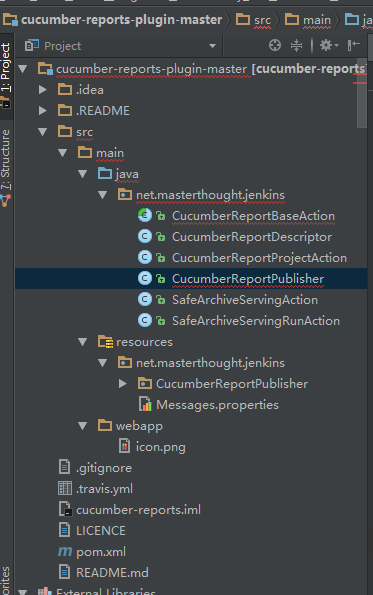 cucumber-reports-plugin-master src main ja
1: Project
Project
cucumber-reports-plugin-master [cucumber-reports
.idea
.README
src
main
java
net.masterthought.jenkins
CucumberReportBaseAction
CucumberReportDescriptor
CucumberReportProjectAction
CucumberReportPublisher
SafeArchiveServingAction
SafeArchiveServingRunAction
resources
net.masterthought.jenkins
CucumberReportPublisher
Messages.properties
webapp
icon.png
.gitignore
.travis.yml
cucumber-reports.iml
LICENCE
pom.xml
README.md
External Libraries
7: Structure
orites